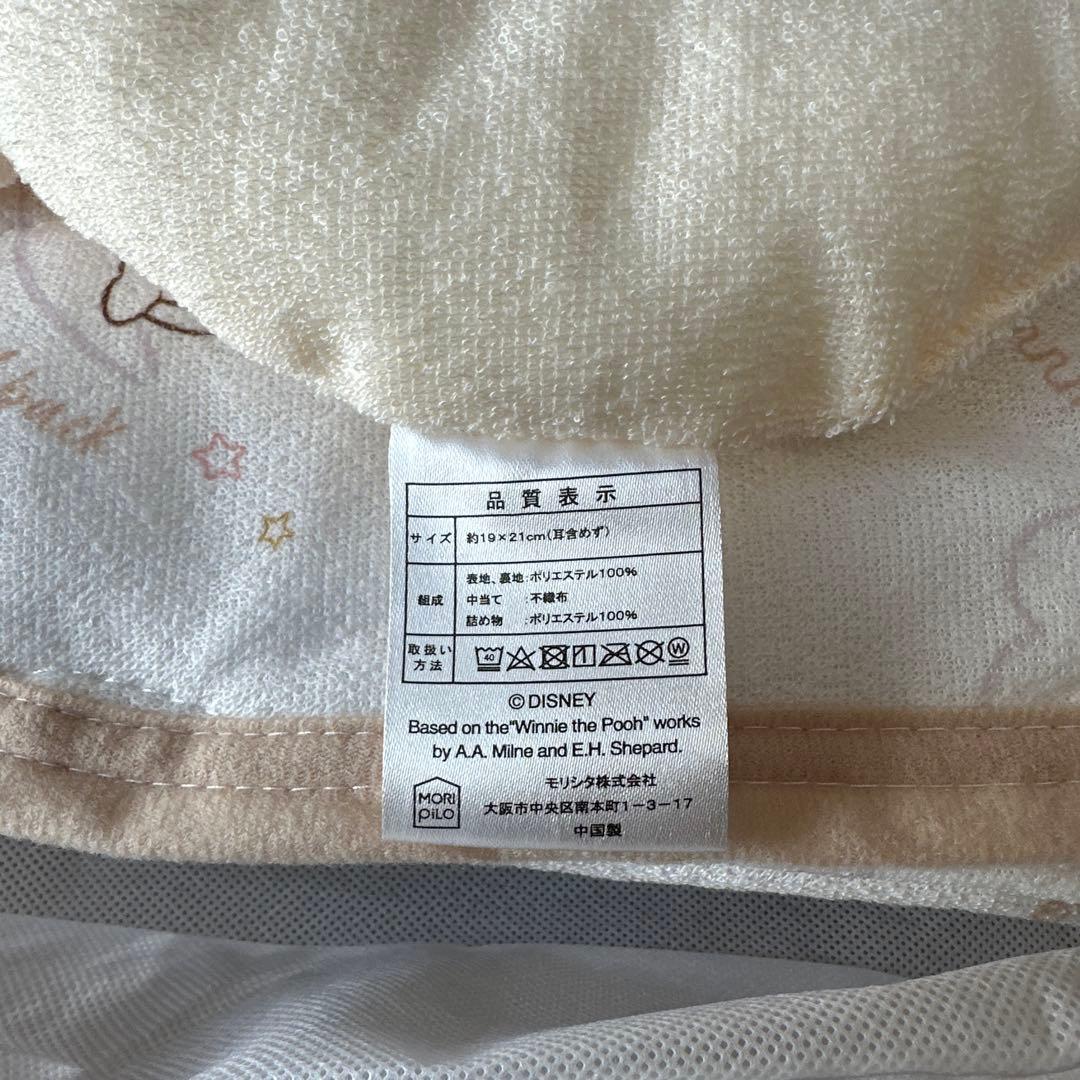 pack
品質表示
サイズ 約19×21cm(耳含めず)
組成 表地、裏地:ポリエステル100%
中当て :不織布
詰め物 :ポリエステル100%
取扱い方法 40 W
©DISNEY
Based on the"Winnie the Pooh" works
by A.A. Milne and E.H. Shepard.
MORI PiLO
モリシタ株式会社
大阪市中央区南本町1-3-17
中国製